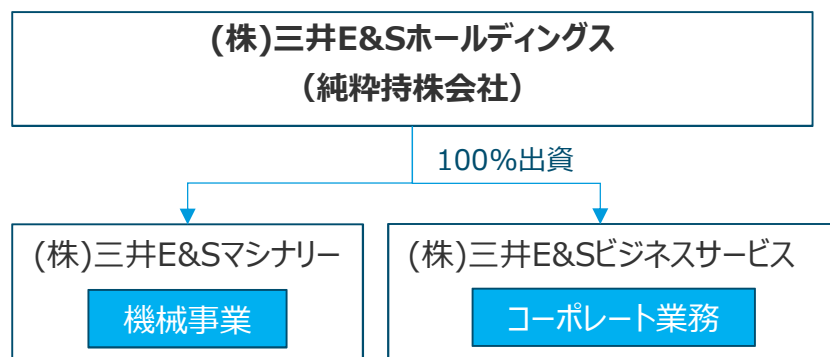 (株)三井E&Sホールディングス
（純粋持株会社）
100%出資
(株)三井E&Sマシナリー
機械事業
(株)三井E&Sビジネスサービス
コーポレート業務